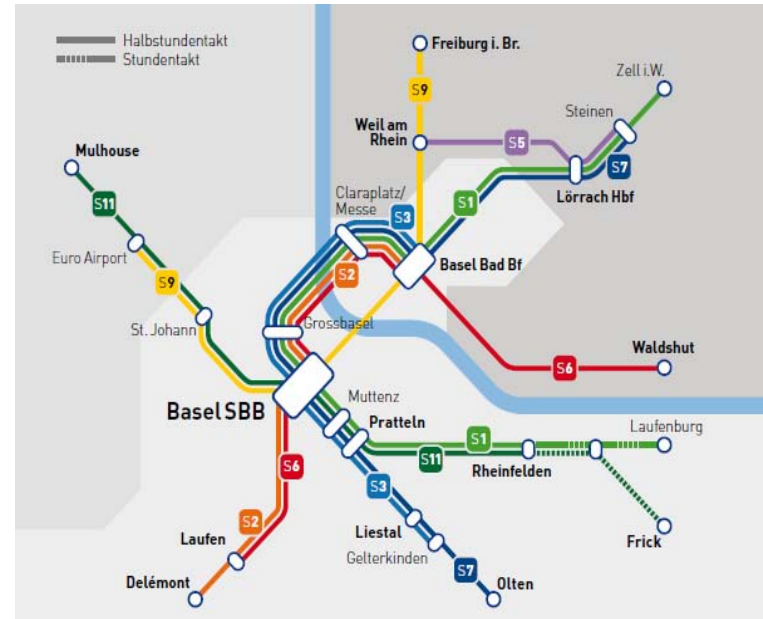 Halbstundentakt
Stundentakt
Freiburg i. Br.
S9
Zell i.W.
Steinen
Weil am
Rhein
S5
S7
Mulhouse
Lörrach Hbf
Claraplatz/
Messe
S11
S3
S1
Euro Airport
Basel Bad Bf
S9
S2
St. Johann
Grossbasel
Waldshut
S6
Basel SBB
Muttenz
Pratteln
S1
Laufenburg
S11
Rheinfelden
S6
S3
S2
Laufen
Liestal
Frick
Gelterkinden
S7
Delémont
Olten